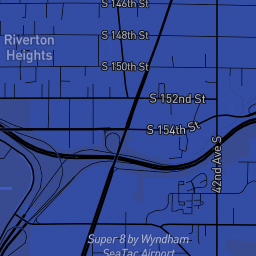 S 146th St
Riverton
Heights
S 148th St
S 150th St
S 152nd St
S 154th St
42nd Ave S
Super 8 by Wyndham
SeaTac Airport